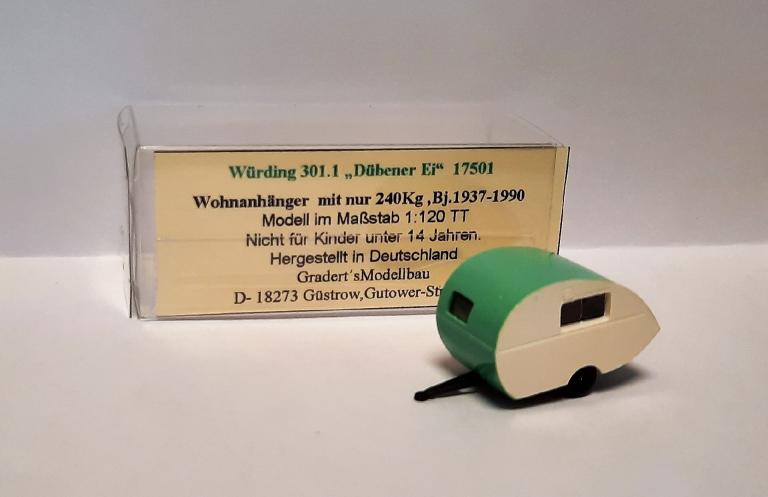 Würding 301.1 „Dübener Ei“ 17501
Wohnanhänger mit nur 240Kg ,Bj.1937-1990
Modell im Maßstab 1:120 TT
Nicht für Kinder unter 14 Jahren.
Hergestellt in Deutschland
Gradert´sModellbau
D- 18273 Güstrow,Gutower-St